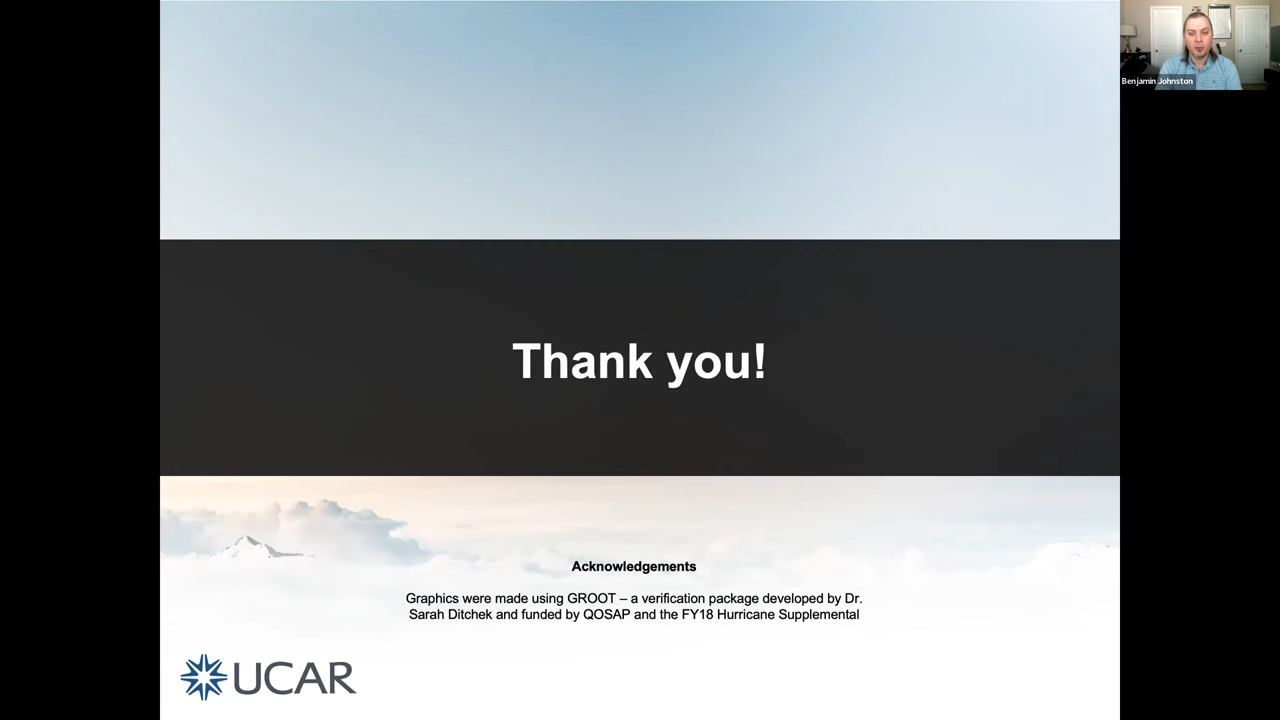 Benjamin Johnston
Thank you!
Acknowledgements
Graphics were made using GROOT – a verification package developed by Dr.
Sarah Ditchek and funded by QOSAP and the FY18 Hurricane Supplemental
UCAR